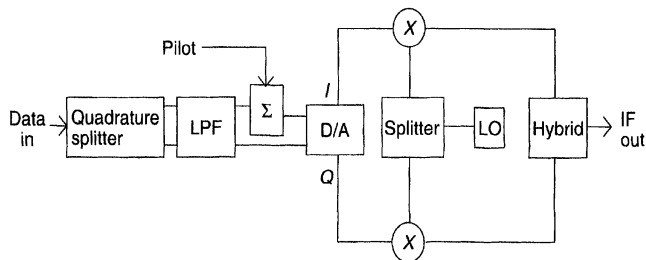 Pilot
X
I
Data
in
Quadrature
splitter
LPF
Σ
D/A
Splitter
LO
Hybrid
IF
out
Q
X